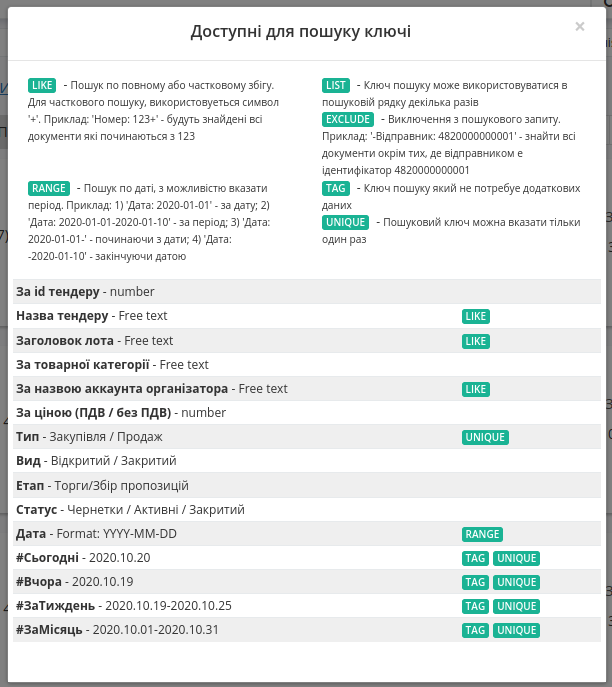 Доступні для пошуку ключі
×
LIKE - Пошук по повному або частковому збігу.
Для часткового пошуку, використовуеться символ
'+'. Приклад: 'Номер: 123+' - будуть знайдені всі
документи які починаються з 123
LIST - Ключ пошуку може використовуватися в
пошуковій рядку декілька разів
EXCLUDE - Виключення з пошукового запиту.
Приклад: '-Відправник: 4820000000001' - знайти всі
документи окрім тих, де відправником е
ідентифікатор 4820000000001
RANGE - Пошук по даті, з можливістю вказати
період. Приклад: 1) 'Дата: 2020-01-01' - за дату; 2)
'Дата: 2020-01-01-2020-01-10' - за період; 3) 'Дата:
2020-01-01-' - починаючи з дати; 4) 'Дата:
-2020-01-10' - закінчуючи датою
TAG - Ключ пошуку який не потребуе додаткових
даних
UNIQUE - Пошуковий ключ можна вказати тільки
один раз
За id тендеру - number
Назва тендеру - Free text LIKE
Заголовок лота - Free text LIKE
За товарної категорії - Free text
За назвою аккаунта організатора - Free text LIKE
За ціною (ПДВ / без ПДВ) - number
Тип - Закупівля / Продаж UNIQUE
Вид - Відкритий / Закритий
Етап - Торги/Збір пропозицій
Статус - Чернетки / Активні / Закритий
Дата - Format: YYYY-MM-DD RANGE
#Сьогодні - 2020.10.20 TAG UNIQUE
#Вчора - 2020.10.19 TAG UNIQUE
#ЗаТиждень - 2020.10.19-2020.10.25 TAG UNIQUE
#ЗаМісяць - 2020.10.01-2020.10.31 TAG UNIQUE